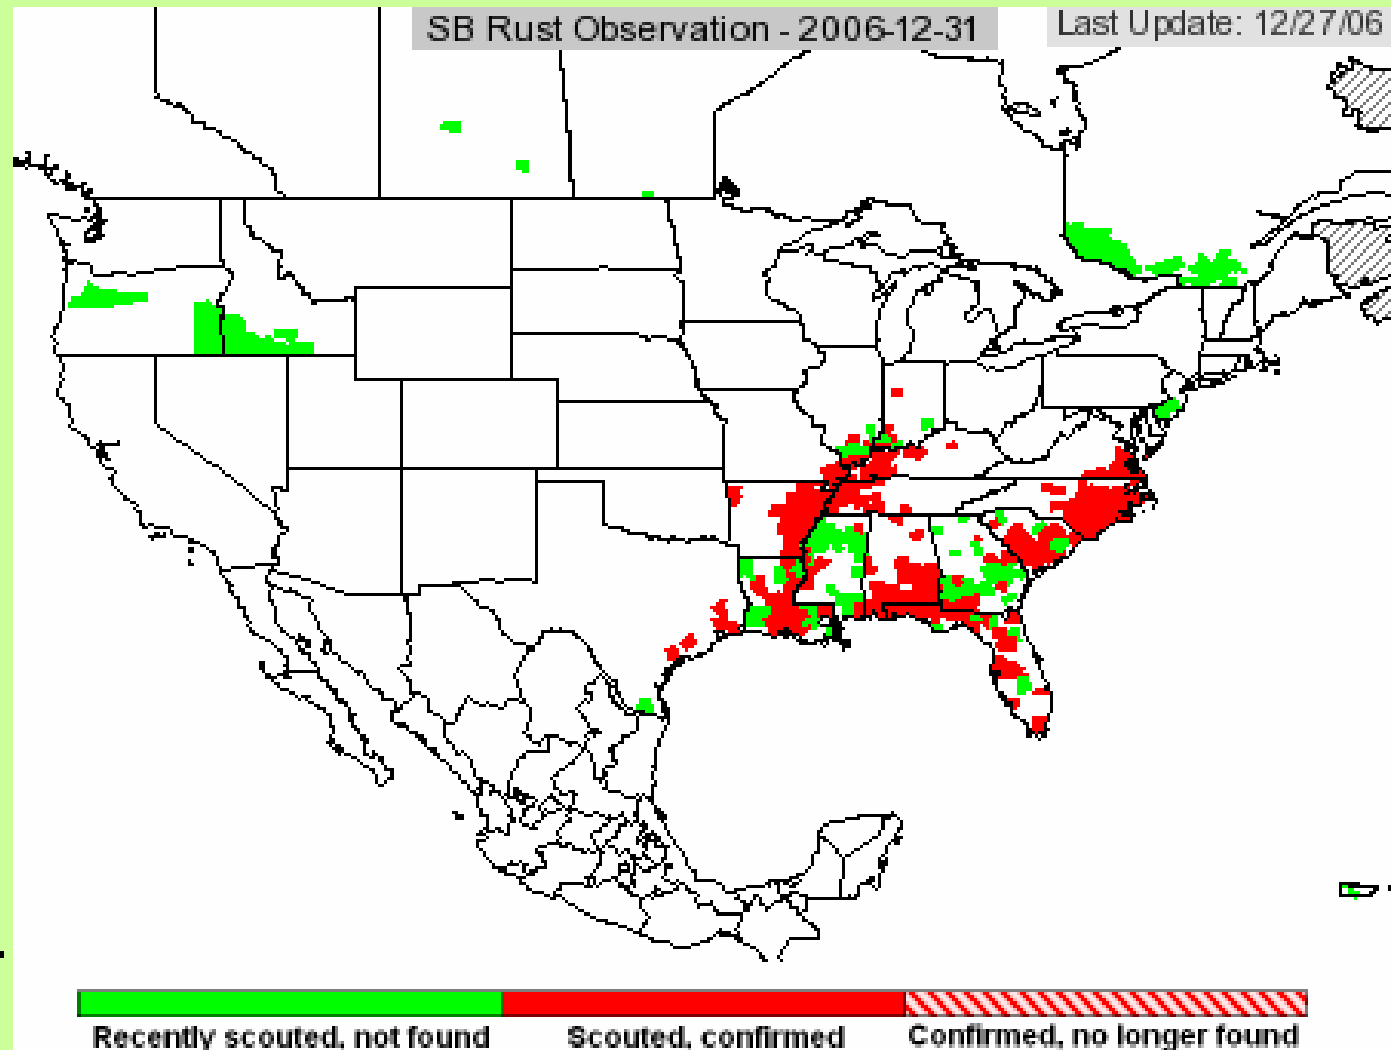 SB Rust Observation - 2006-12-31
Last Update: 12/27/06
Recently scouted, not found
Scouted, confirmed
Confirmed, no longer found